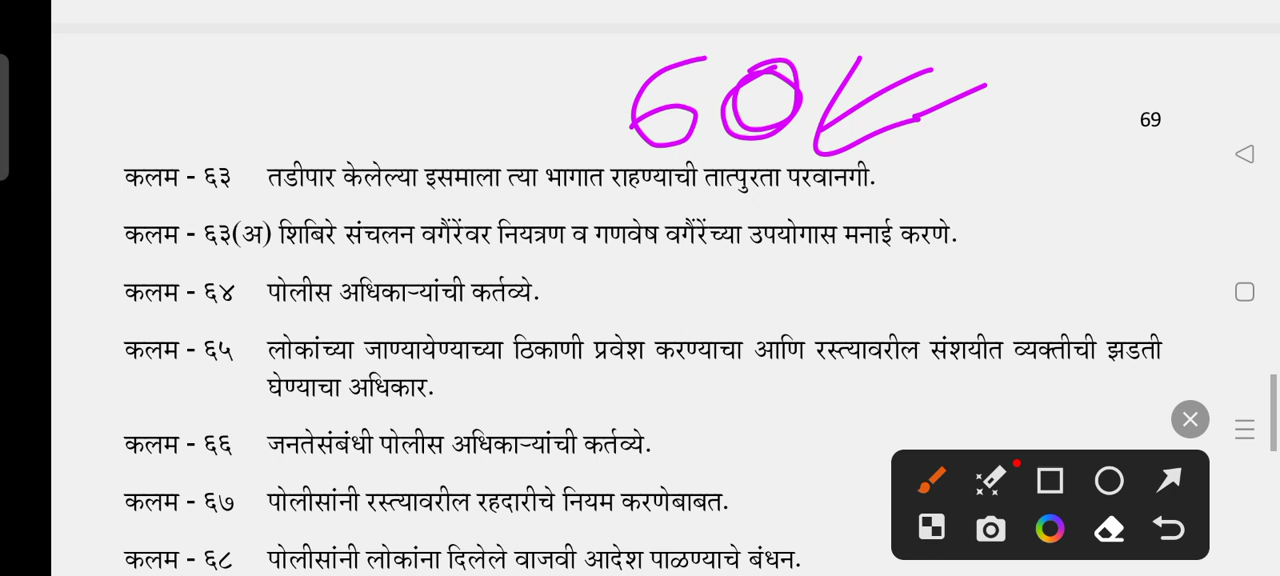 60
69
कलम - ६३ तडीपार केलेल्या इसमाला त्या भागात राहण्याची तात्पुरता परवानगी.
कलम - ६३(अ) शिबिरे संचलन वगैंरेंवर नियत्रण व गणवेष वगैंरेंच्या उपयोगास मनाई करणे.
कलम - ६४ पोलीस अधिकाऱ्यांची कर्तव्ये.
कलम - ६५ लोकांच्या जाण्यायेण्याच्या ठिकाणी प्रवेश करण्याचा आणि रस्त्यावरील संशयीत व्यक्तीची झडती
घेण्याचा अधिकार.
कलम - ६६ जनतेसंबंधी पोलीस अधिकाऱ्यांची कर्तव्ये.
कलम - ६७ पोलीसांनी रस्त्यावरील रहदारीचे नियम करणेबाबत.
कलम - ६८ पोलीसांनी लोकांना दिलेले वाजवी आदेश पाळण्याचे बंधन.